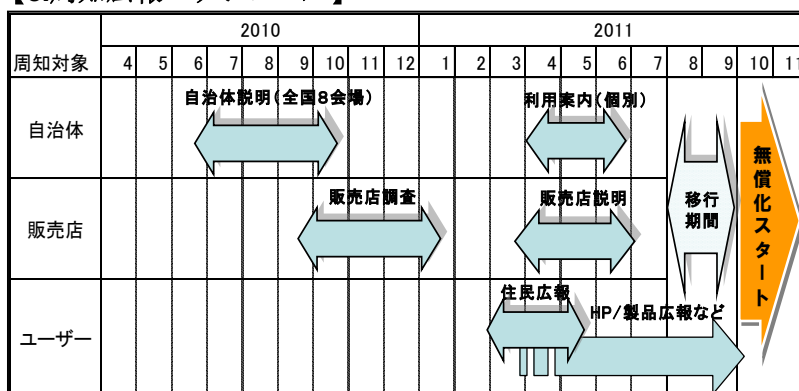 2010 2011
周知対象 4 5 6 7 8 9 10 11 12 1 2 3 4 5 6 7 8 9 10 11
自治体説明(全国8会場) 利用案内(個別)
自治体
販売店調査 販売店説明
販売店
移行
期間
無償化スタート
住民広報
HP/製品広報など
ユーザー